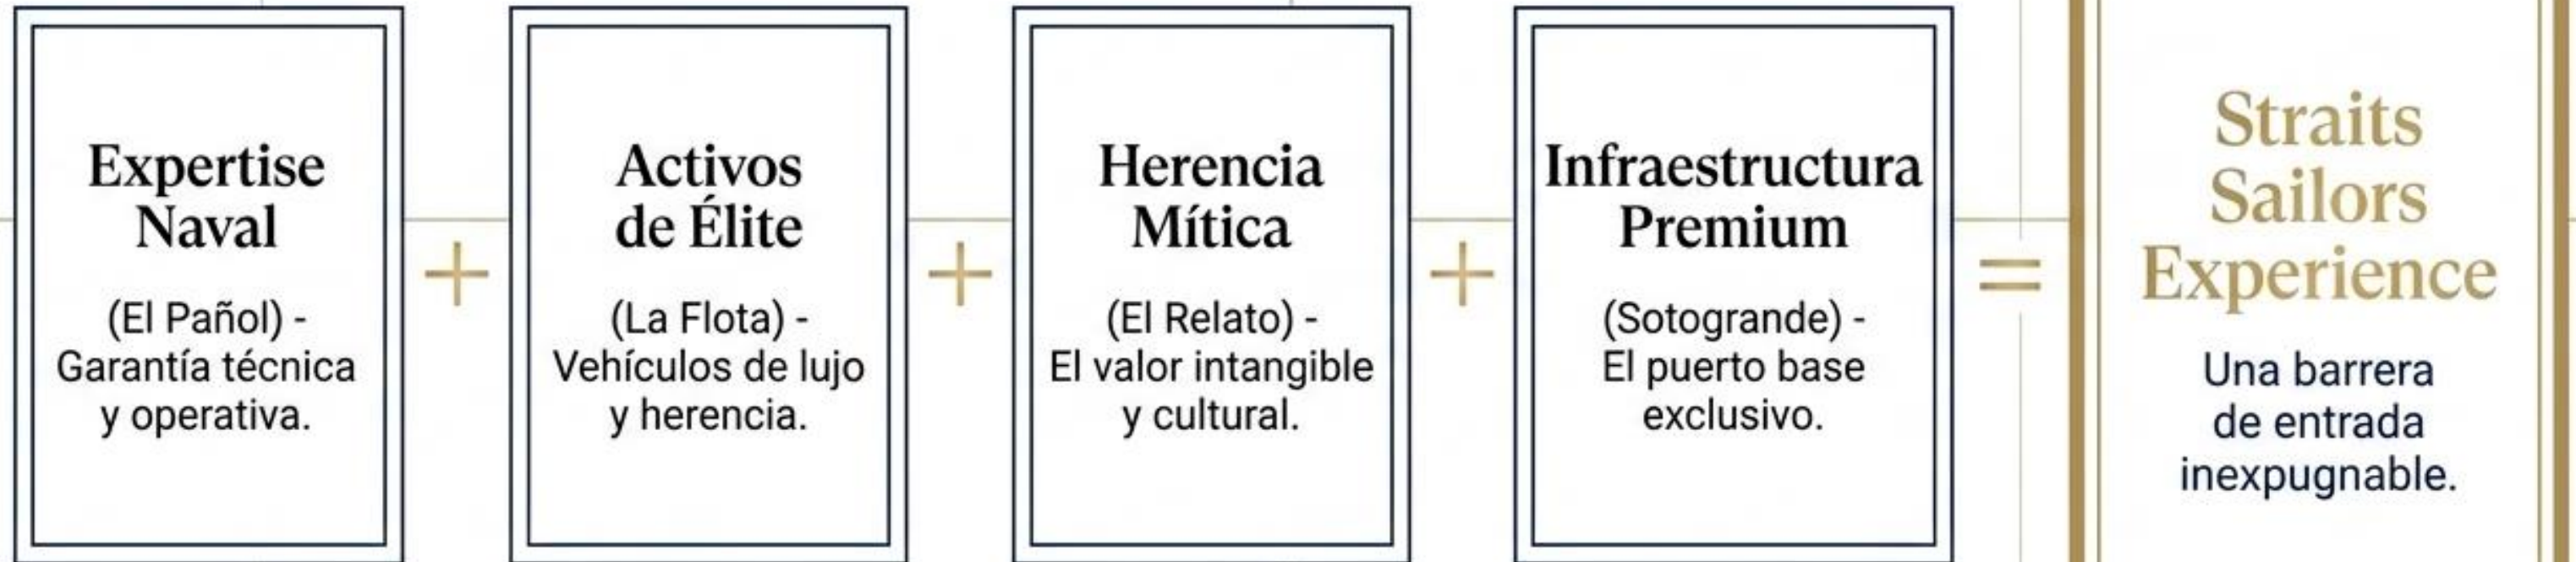 Expertise
Naval
(El Pañol) -
Garantía técnica
y operativa.
+
Activos
de Élite
(La Flota) -
Vehículos de lujo
y herencia.
+
Herencia
Mítica
(El Relato) -
El valor intangible
y cultural.
+
Infraestructura
Premium
(Sotogrande) -
El puerto base
exclusivo.
=
Straits
Sailors
Experience
Una barrera
de entrada
inexpugnable.